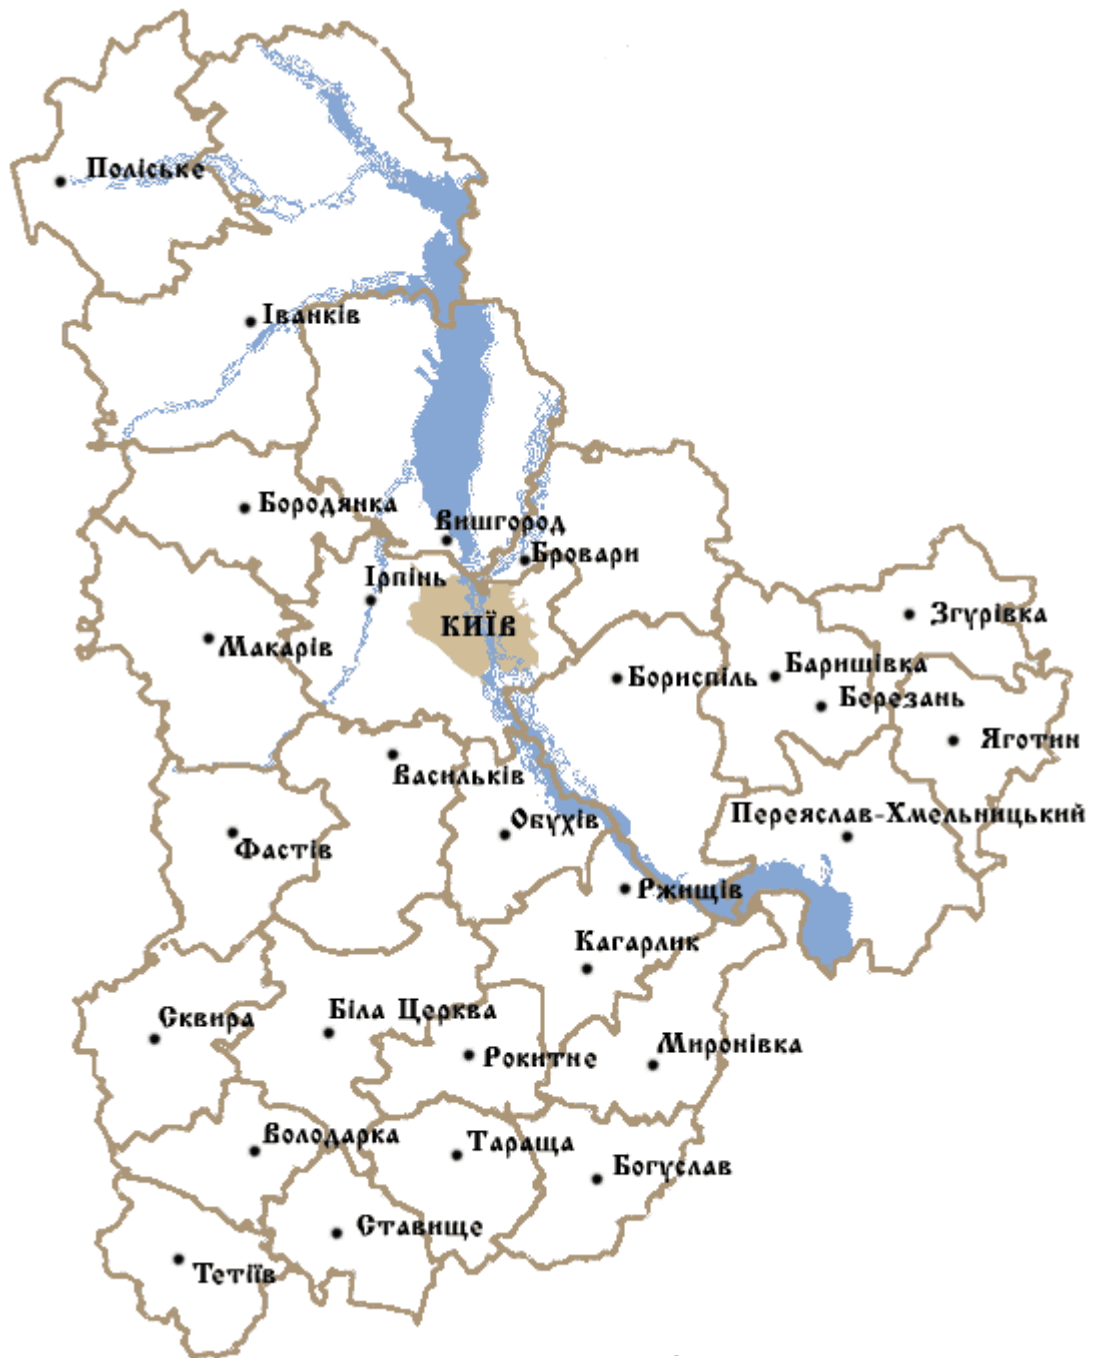 Поліське
Іванків
Бородянка
Вишгород
Бровари
Ірпінь
КИЇВ
Макарів
Згурівка
Баришівка
Бориспіль
Березань
Яготин
Васильків
Обухів
Переяслав-Хмельницький
Фастів
Ржищів
Кагарлик
Біла Церква
Сквира
Рокитне
Миронівка
Володарка
Тараща
Богуслав
Ставище
Тетіїв